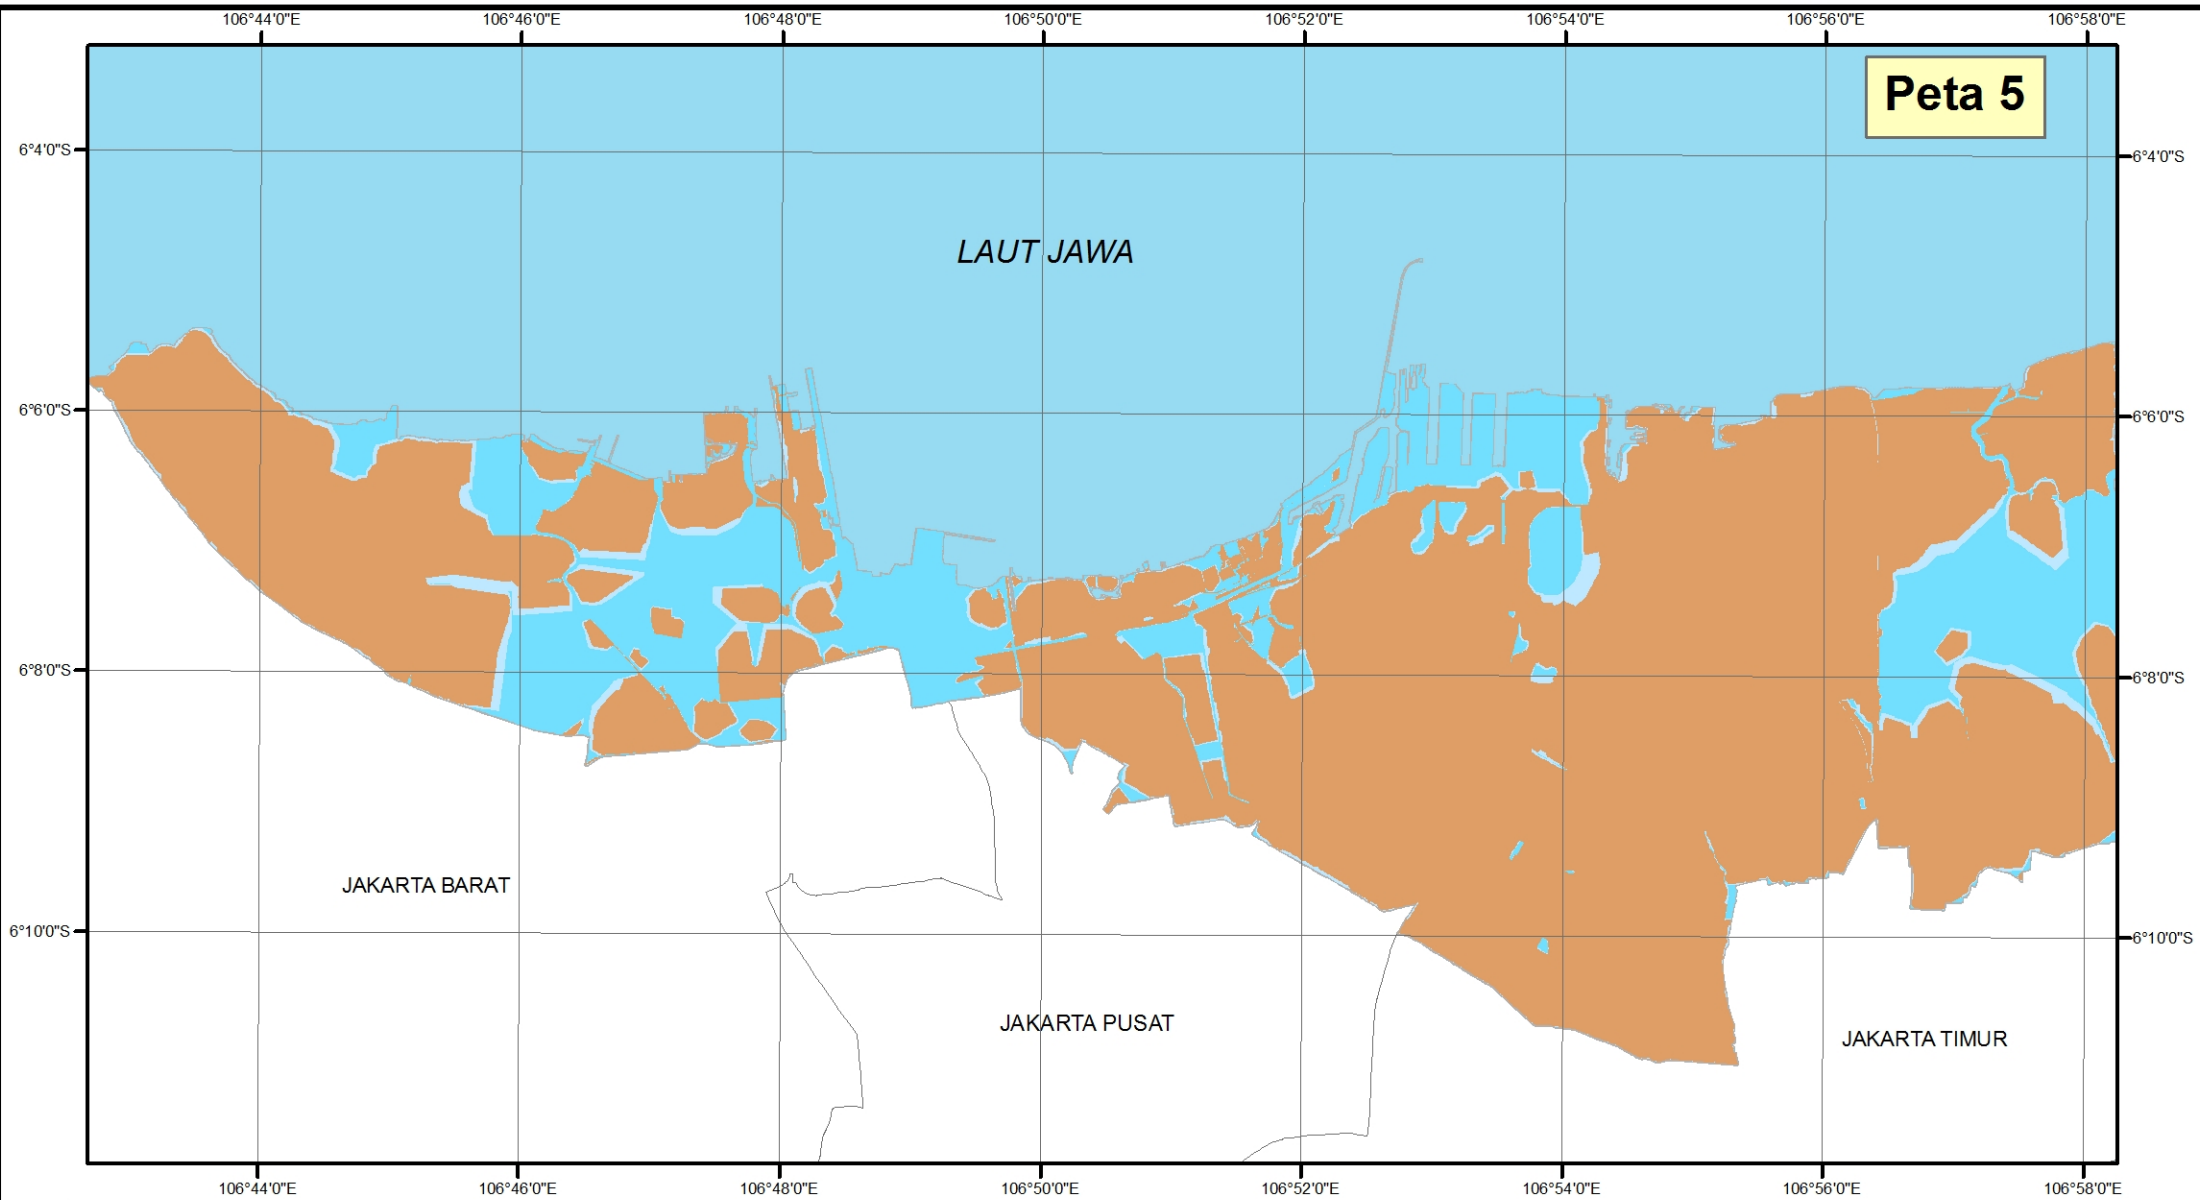 106°44'0"E 106°46'0"E 106°48'0"E 106°50'0"E 106°52'0"E 106°54'0"E 106°56'0"E 106°58'0"E
Peta 5
6°4'0"S 6°4'0"S
LAUT JAWA
6°6'0"S 6°6'0"S
6°8'0"S 6°8'0"S
JAKARTA BARAT
6°10'0"S 6°10'0"S
JAKARTA PUSAT
JAKARTA TIMUR
106°44'0"E 106°46'0"E 106°48'0"E 106°50'0"E 106°52'0"E 106°54'0"E 106°56'0"E 106°58'0"E